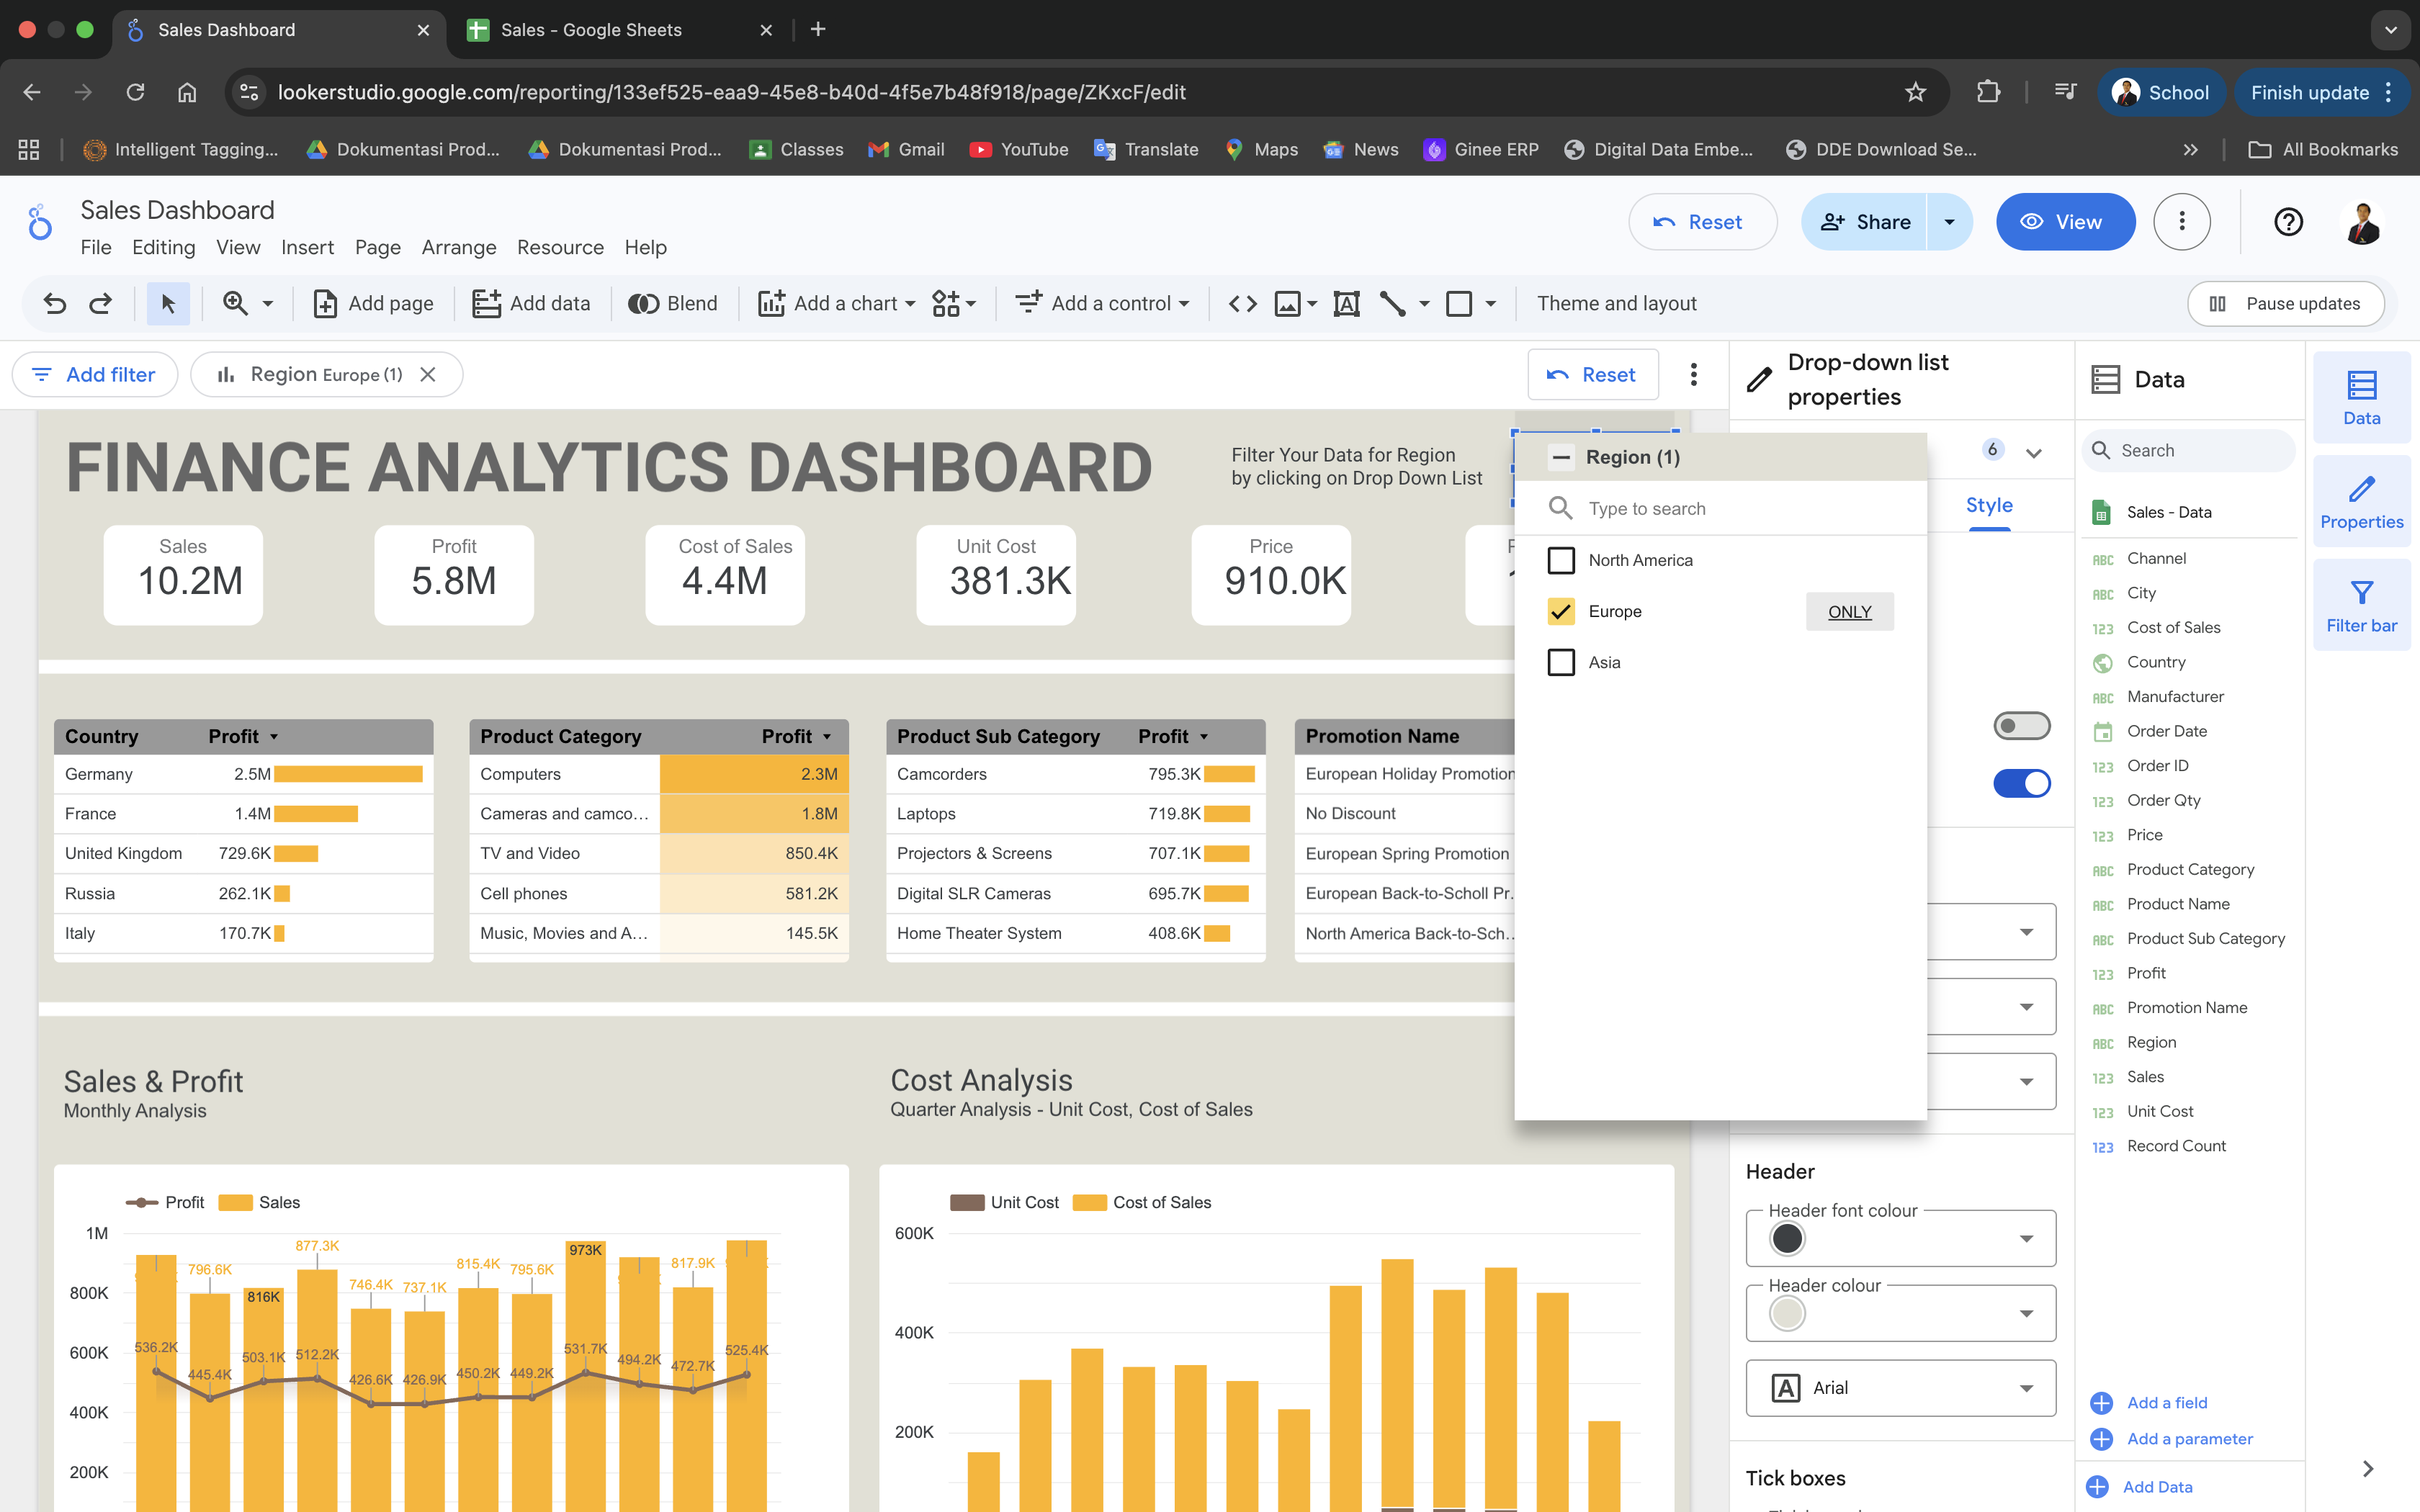 Sales Dashboard
Sales - Google Sheets
lookerstudio.google.com/reporting/133ef525-eaa9-45e8-b40d-4f5e7b48f918/page/ZKxcF/edit
School
Finish update
Intelligent Tagging...
Dokumentasi Prod...
Dokumentasi Prod...
Classes
Gmail
YouTube
Translate
Maps
News
Ginee ERP
Digital Data Embe...
DDE Download Se...
All Bookmarks
Sales Dashboard
File Editing View Insert Page Arrange Resource Help
Reset
Share
View
Add page
Add data
Blend
Add a chart
Add a control
Theme and layout
Pause updates
Add filter
Region Europe (1)
Reset
FINANCE ANALYTICS DASHBOARD
Filter Your Data for Region
by clicking on Drop Down List
Sales
10.2M
Profit
5.8M
Cost of Sales
4.4M
Unit Cost
381.3K
Price
910.0K
Region (1)
Type to search
North America
Europe
ONLY
Asia
Country Profit
Germany 2.5M
France 1.4M
United Kingdom 729.6K
Russia 262.1K
Italy 170.7K
Product Category Profit
Computers 2.3M
Cameras and camco... 1.8M
TV and Video 850.4K
Cell phones 581.2K
Music, Movies and A... 145.5K
Product Sub Category Profit
Camcorders 795.3K
Laptops 719.8K
Projectors & Screens 707.1K
Digital SLR Cameras 695.7K
Home Theater System 408.6K
Promotion Name
European Holiday Promotion
No Discount
European Spring Promotion
European Back-to-Scholl Pr...
North America Back-to-Sch...
Sales & Profit
Monthly Analysis
Profit Sales
1M
800K
600K
400K
200K
796.6K
816K
877.3K
746.4K
737.1K
815.4K
795.6K
973K
817.9K
536.2K
445.4K
503.1K
512.2K
426.6K
426.9K
450.2K
449.2K
531.7K
494.2K
472.7K
525.4K
Cost Analysis
Quarter Analysis - Unit Cost, Cost of Sales
Unit Cost Cost of Sales
600K
400K
200K
Drop-down list
properties
6
Style
Header
Header font colour
Header colour
Arial
Tick boxes
Data
Search
Sales - Data
ABC Channel
ABC City
123 Cost of Sales
Country
ABC Manufacturer
Order Date
123 Order ID
123 Order Qty
123 Price
ABC Product Category
ABC Product Name
ABC Product Sub Category
123 Profit
ABC Promotion Name
ABC Region
123 Sales
123 Unit Cost
123 Record Count
Add a field
Add a parameter
Add Data
Data
Properties
Filter bar